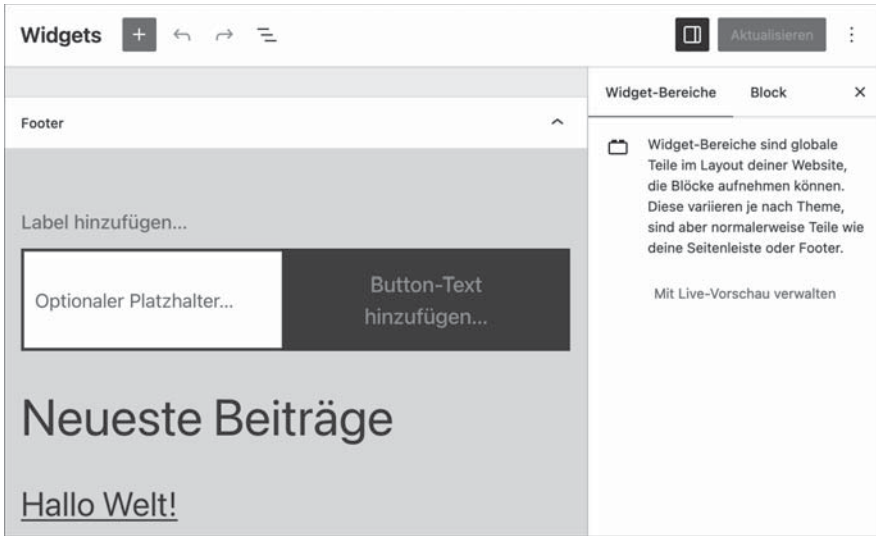 Widgets
Aktualisieren
Footer
Label hinzufügen...
Optionaler Platzhalter...
Button-Text
hinzufügen...
Neueste Beiträge
Hallo Welt!
Widget-Bereiche Block
Widget-Bereiche sind globale
Teile im Layout deiner Website,
die Blöcke aufnehmen können.
Diese variieren je nach Theme,
sind aber normalerweise Teile wie
deine Seitenleiste oder Footer.
Mit Live-Vorschau verwalten